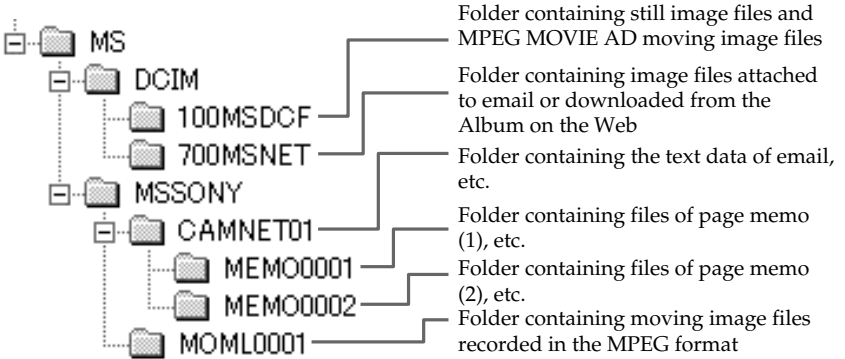 MS
DCIM
100MSDCF
700MSNET
MSSONY
CAMNET01
MEMO0001
MEMO0002
MOML0001
Folder containing still image files and
MPEG MOVIE AD moving image files
Folder containing image files attached
to email or downloaded from the
Album on the Web
Folder containing the text data of email,
etc.
Folder containing files of page memo
(1), etc.
Folder containing files of page memo
(2), etc.
Folder containing moving image files
recorded in the MPEG format